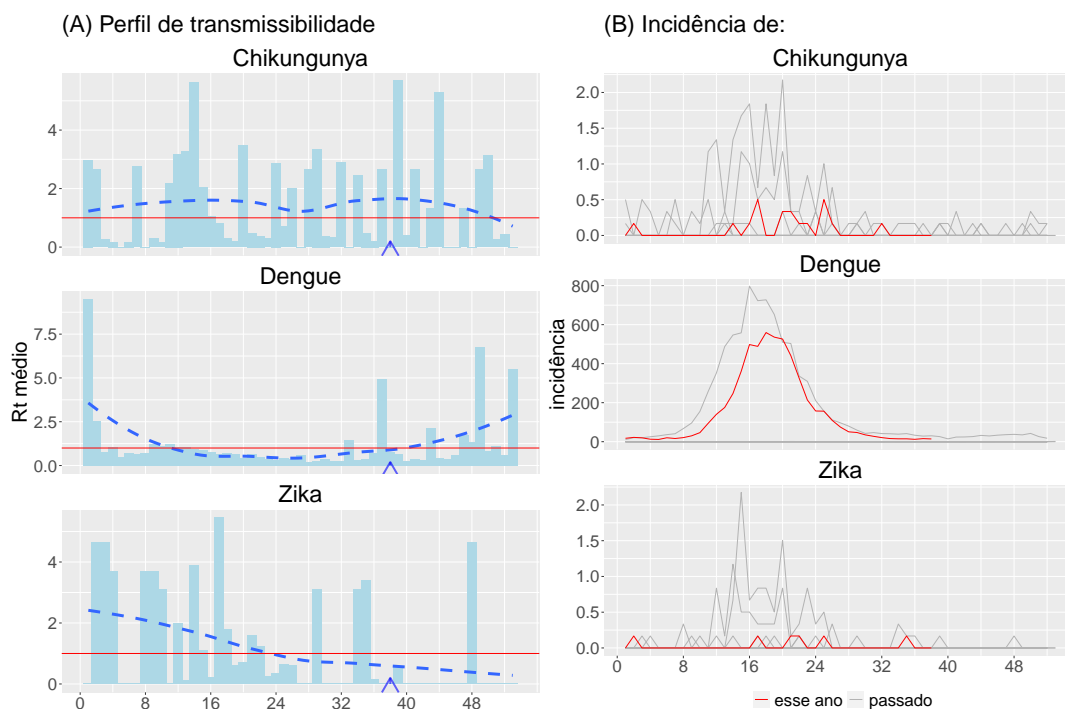 (A) Perfil de transmissibilidade
Chikungunya
4
2
0
Dengue
7.5
5.0
2.5
0.0
Rt médio
Zika
4
2
0
0 8 16 24 32 40 48
(B) Incidência de:
Chikungunya
2.0
1.5
1.0
0.5
0.0
Dengue
800
600
400
200
0
incidência
Zika
2.0
1.5
1.0
0.5
0.0
0 8 16 24 32 40 48
esse ano passado